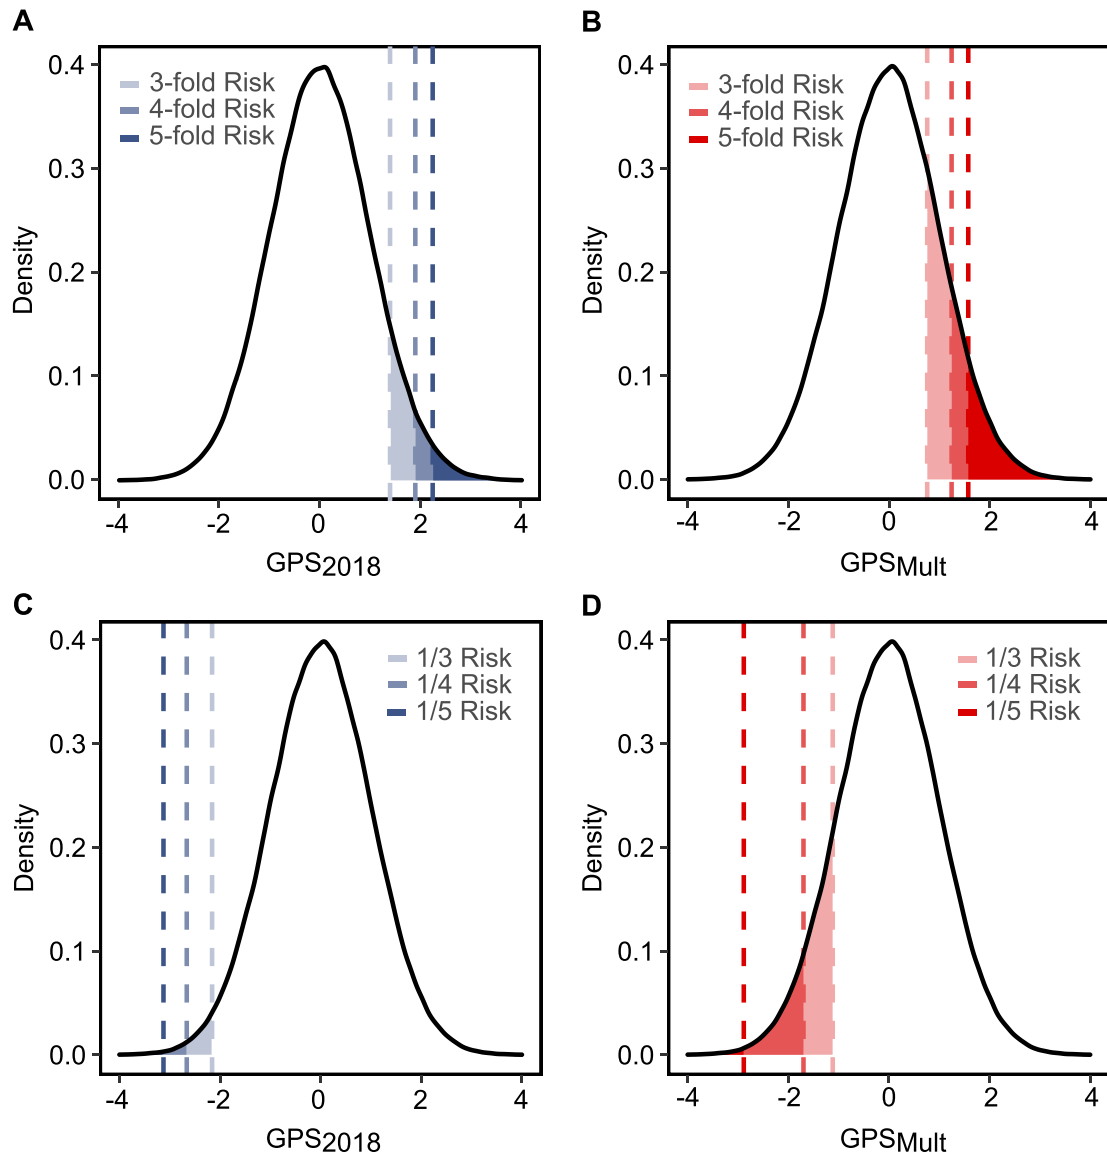 A
3-fold Risk
4-fold Risk
5-fold Risk
0.4
0.3
0.2
0.1
0.0
Density
-4
-2
0
2
4
GPS2018
B
3-fold Risk
4-fold Risk
5-fold Risk
0.4
0.3
0.2
0.1
0.0
Density
-4
-2
0
2
4
GPSMult
C
1/3 Risk
1/4 Risk
1/5 Risk
0.4
0.3
0.2
0.1
0.0
Density
-4
-2
0
2
4
GPS2018
D
1/3 Risk
1/4 Risk
1/5 Risk
0.4
0.3
0.2
0.1
0.0
Density
-4
-2
0
2
4
GPSMult